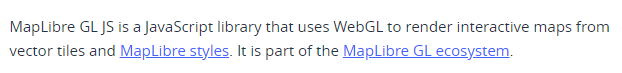 MapLibre GL JS is a JavaScript library that uses WebGL to render interactive maps from
vector tiles and MapLibre styles. It is part of the MapLibre GL ecosystem.